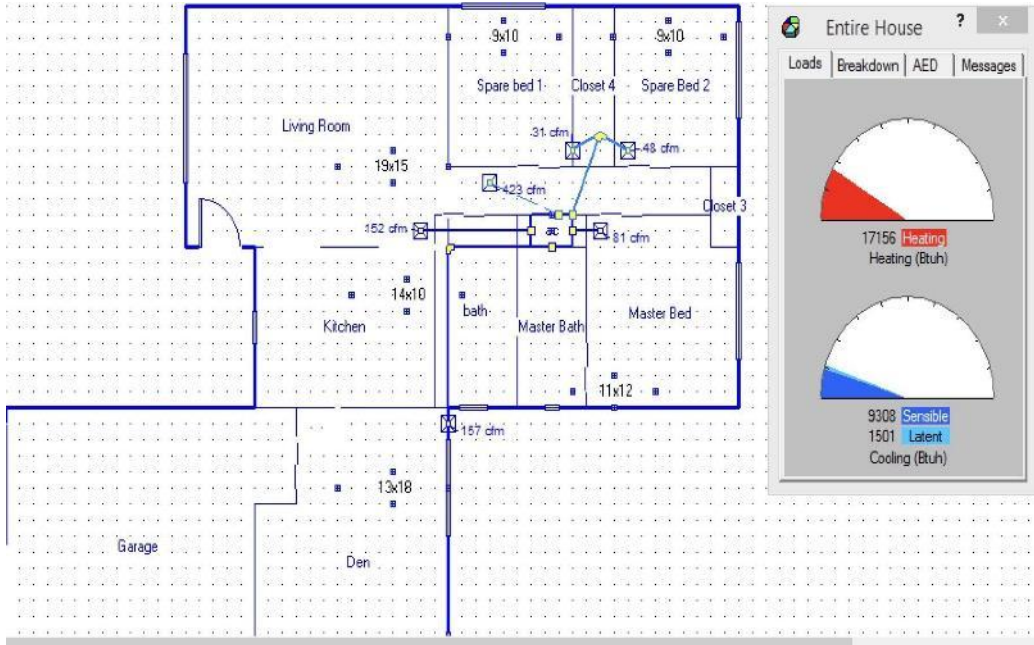 9x10
9x10
Spare bed 1
Closet 4
Spare Bed 2
Living Room
31 cfm
48 cfm
19x15
423 cfm
Closet 3
152 cfm
81 cfm
14x10
bath
Kitchen
Master Bath
Master Bed
11x12
157 cfm
13x18
Garage
Den
Entire House ? x
Loads Breakdown AED Messages
17156 Heating
Heating (Btuh)
9308 Sensible
1501 Latent
Cooling (Btuh)